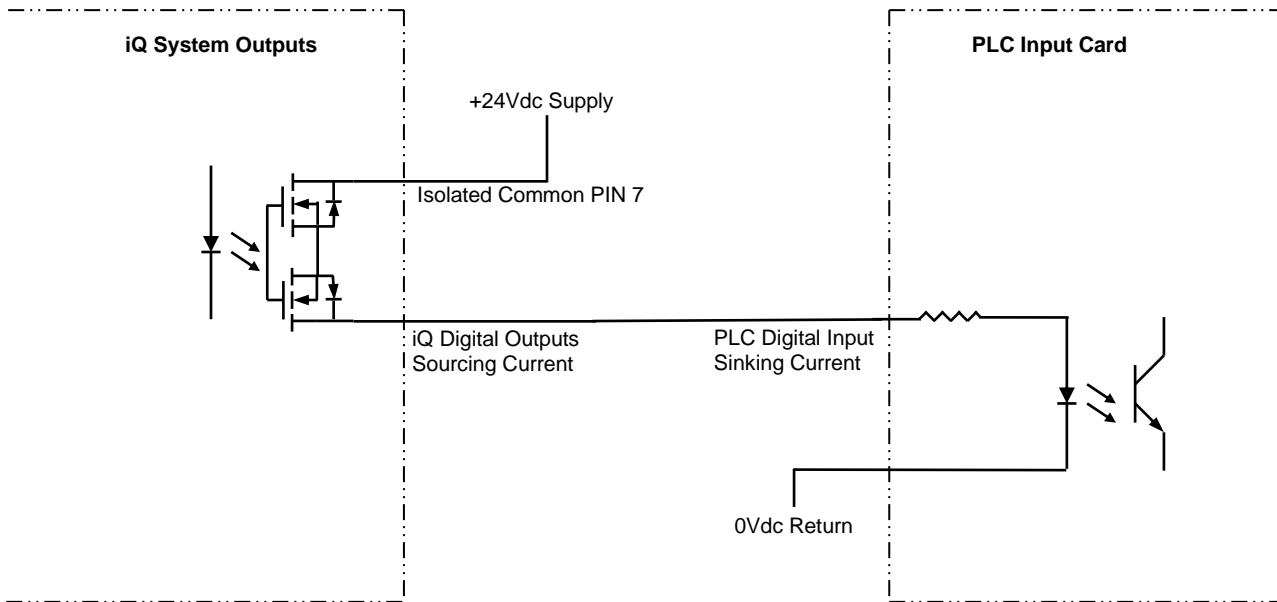 iQ System Outputs
PLC Input Card
+24Vdc Supply
Isolated Common PIN 7
iQ Digital Outputs
Sourcing Current
PLC Digital Input
Sinking Current
0Vdc Return